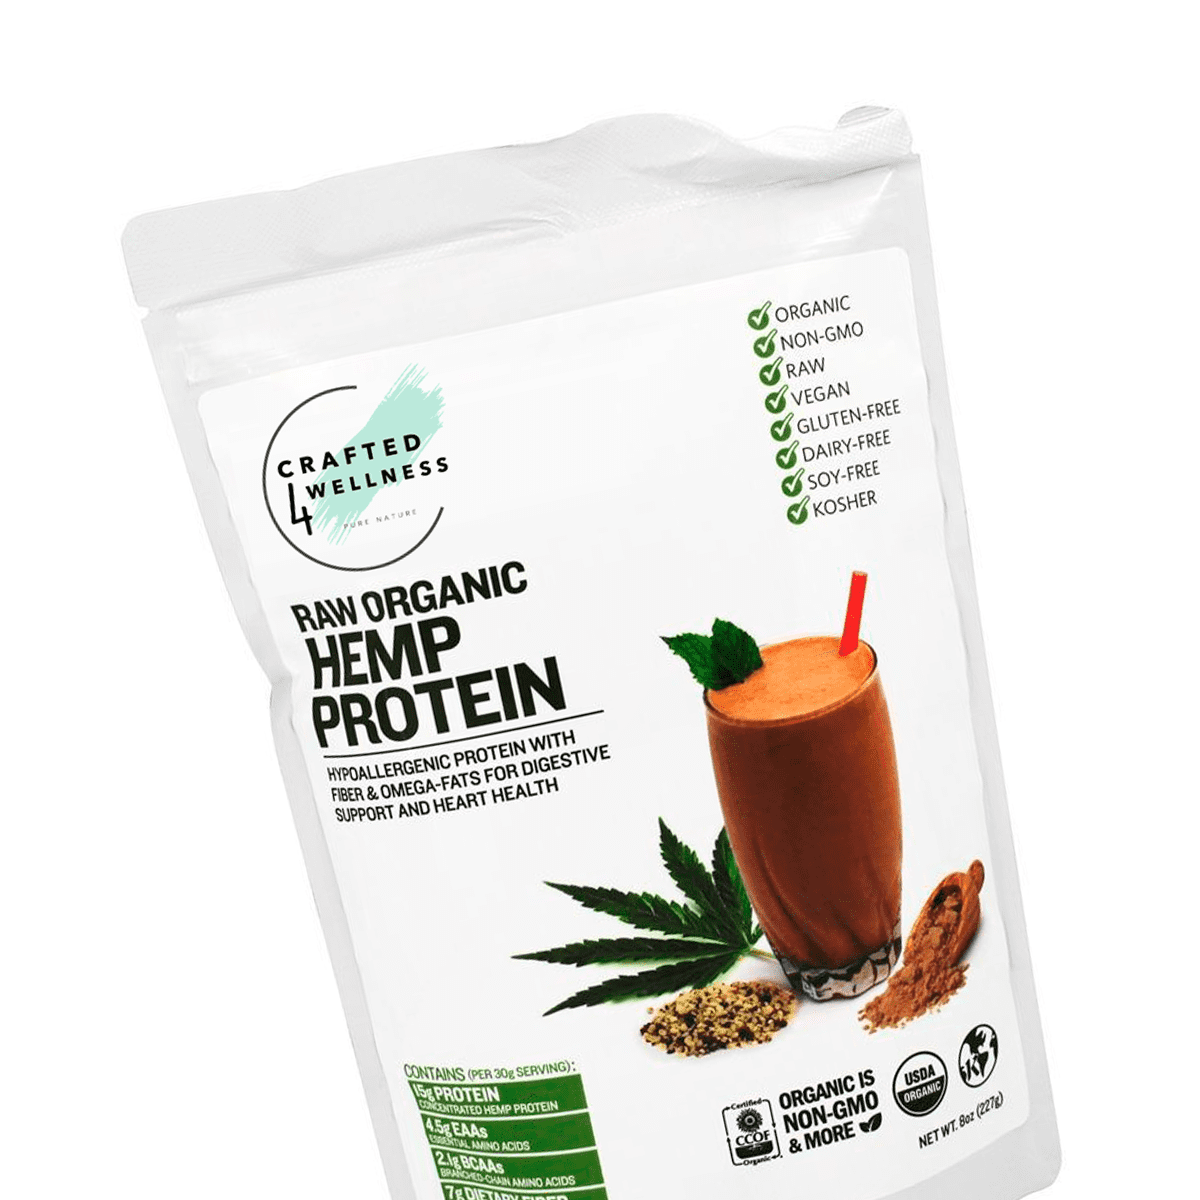 CRAFTED
4 WELLNESS
PURE NATURE
ORGANIC
NON-GMO
RAW
VEGAN
GLUTEN-FREE
DAIRY-FREE
SOY-FREE
KOSHER
RAW ORGANIC
HEMP
PROTEIN
HYPOALLERGENIC PROTEIN WITH
FIBER & OMEGA-FATS FOR DIGESTIVE
SUPPORT AND HEART HEALTH
CONTAINS (PER 30g SERVING):
15g PROTEIN
CONCENTRATED HEMP PROTEIN
4.5g EAAs
ESSENTIAL AMINO ACIDS
2.1g BCAAs
BRANCHED-CHAIN AMINO ACIDS
7g DIETARY FIBER
Certified
CCOF
Organic
ORGANIC IS
NON-GMO
& MORE
USDA
ORGANIC
K
NET WT. 8oz (227g)